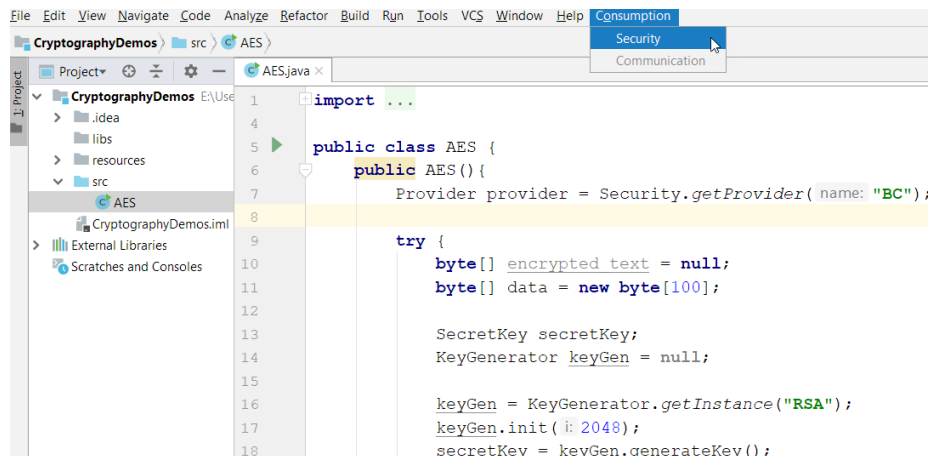 File Edit View Navigate Code Analyze Refactor Build Run Tools VCS Window Help Consumption
CryptographyDemos src AES
Security
Communication
1: Project
Project
AES.java
CryptographyDemos E:\Use
.idea
libs
resources
src
AES
CryptographyDemos.iml
External Libraries
Scratches and Consoles
1 import ...
4
5 public class AES {
6 public AES(){
7 Provider provider = Security.getProvider( name: "BC");
8
9 try {
10 byte[] encrypted_text = null;
11 byte[] data = new byte[100];
12
13 SecretKey secretKey;
14 KeyGenerator keyGen = null;
15
16 keyGen = KeyGenerator.getInstance("RSA");
17 keyGen.init( i: 2048);
18 secretKey = keyGen.generateKey();